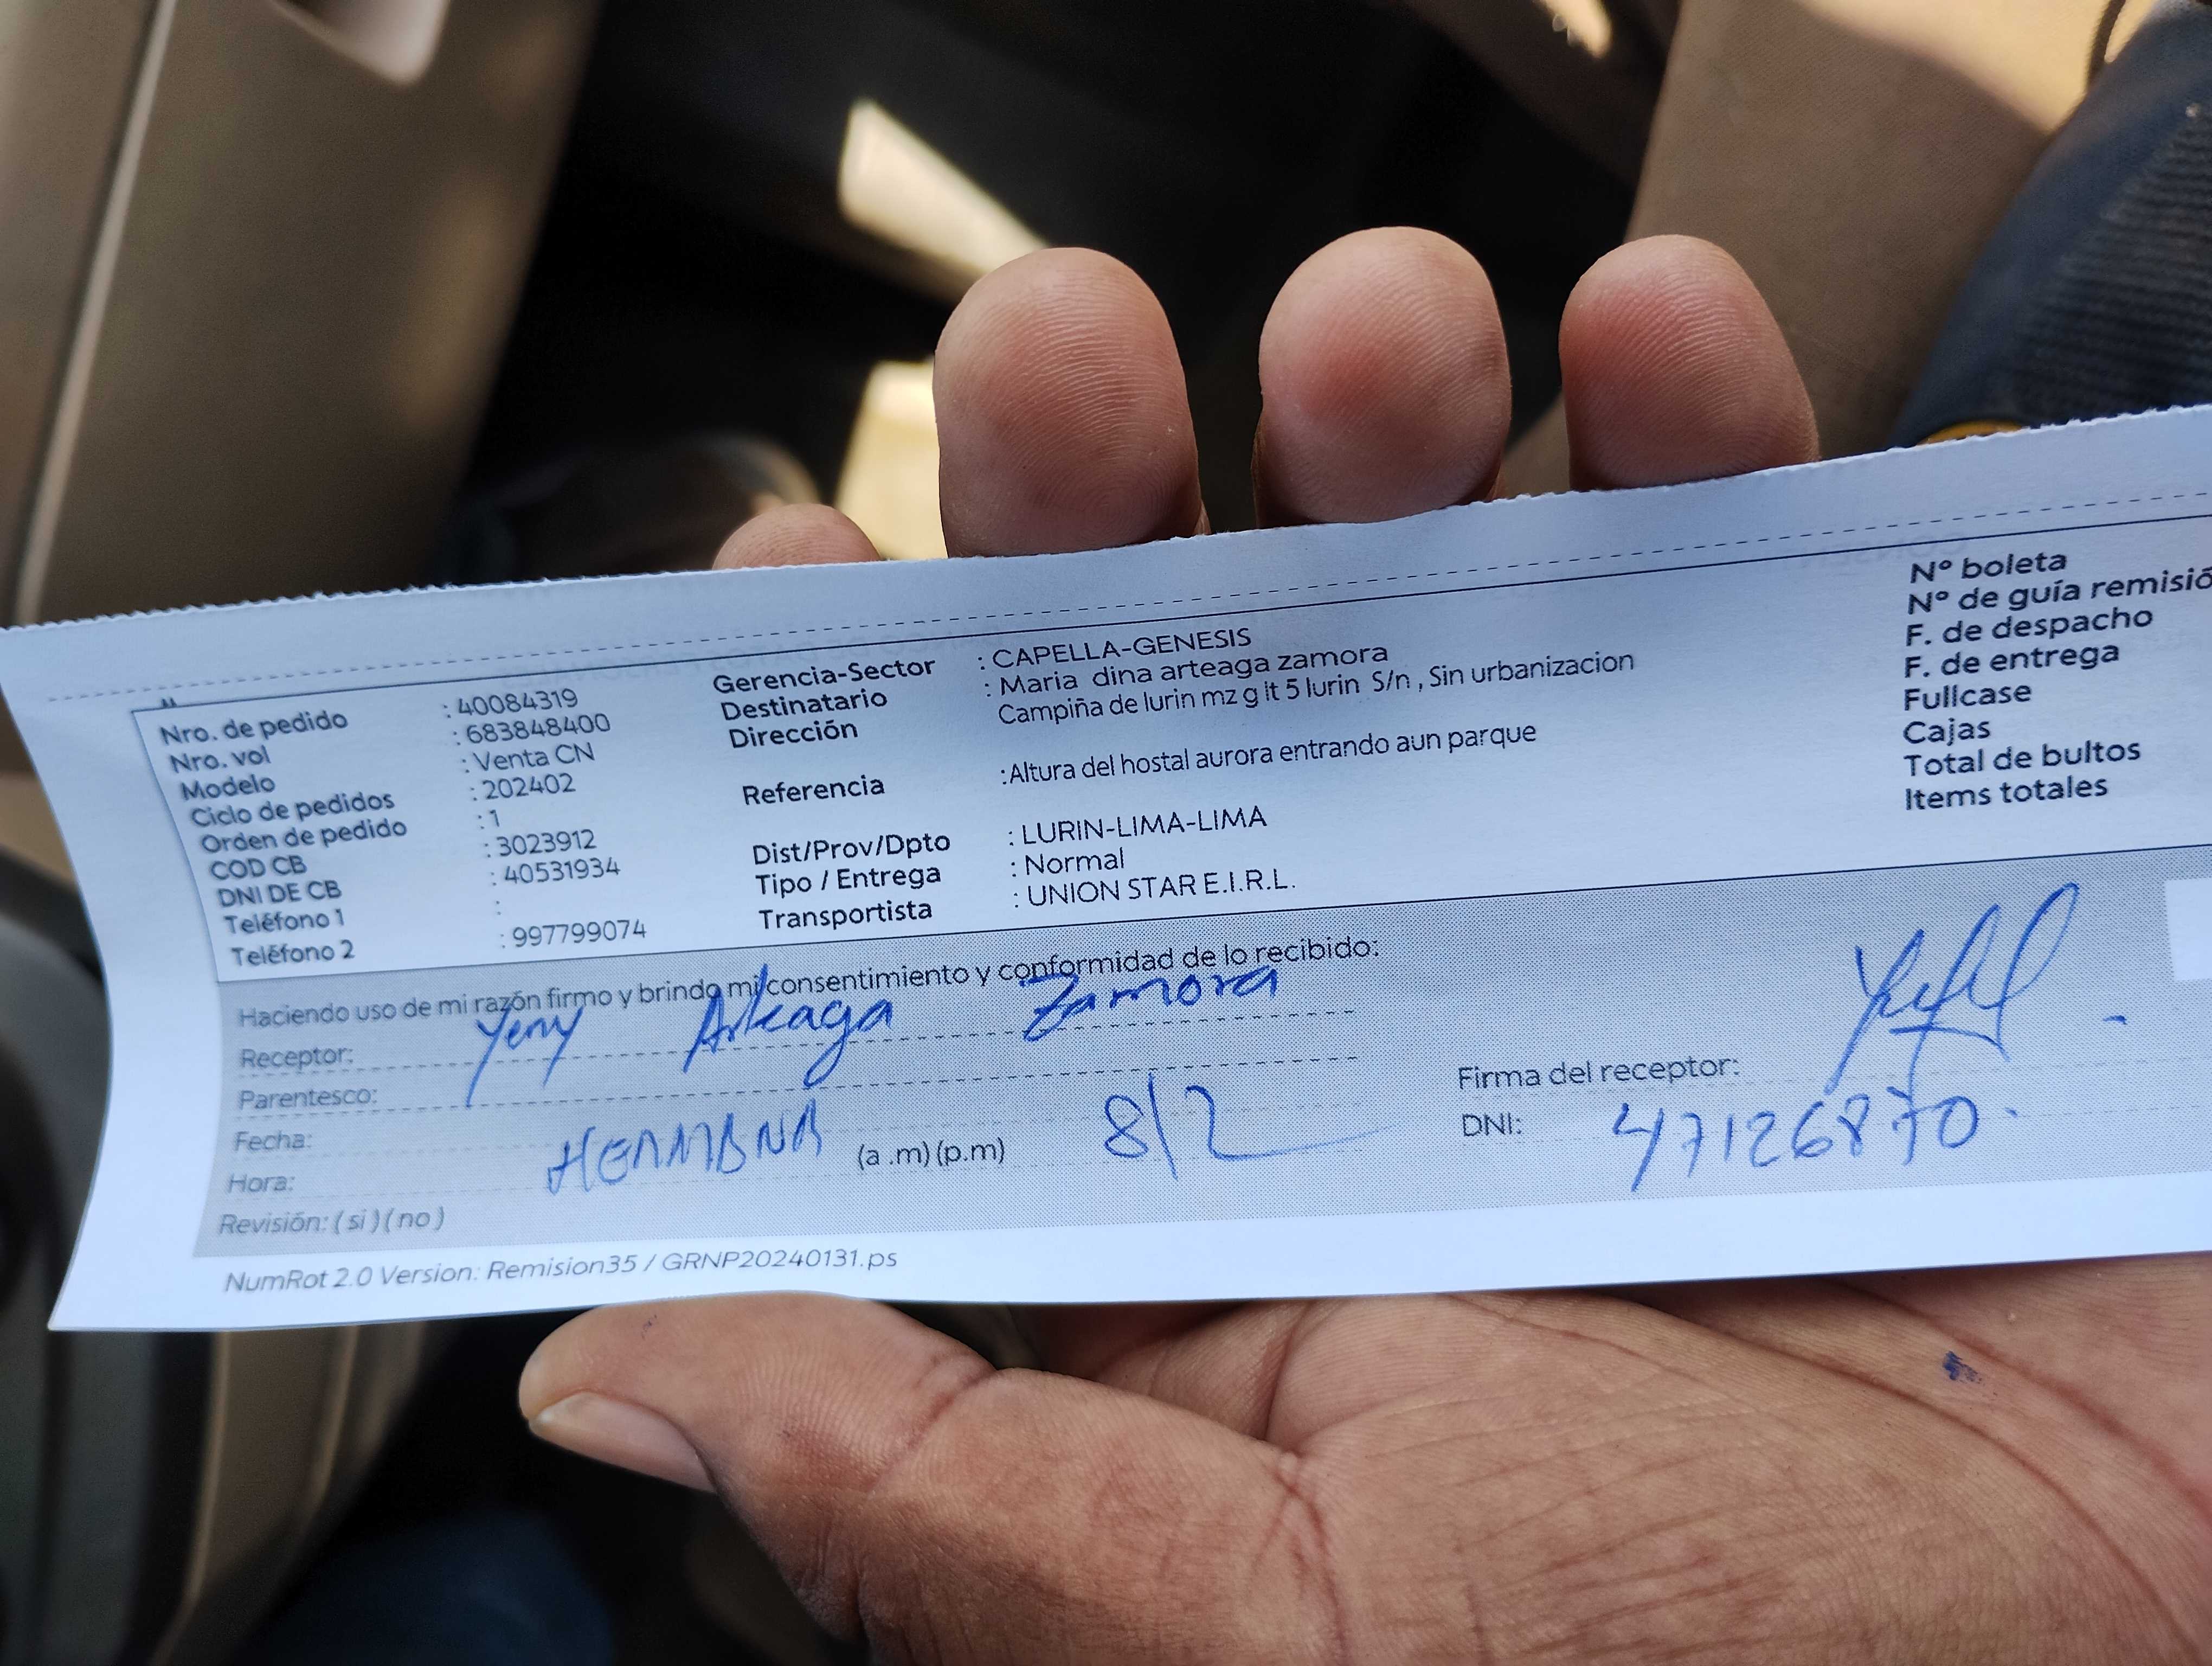 Nro. de pedido : 40084319
Nro. vol : 683848400
Modelo : Venta CN
Ciclo de pedidos : 202402
Orden de pedido : 1
COD CB : 3023912
DNI DE CB : 40531934
Teléfono 1 :
Teléfono 2 : 997799074
Gerencia-Sector : CAPELLA-GENESIS
Destinatario : Maria dina arteaga zamora
Dirección Campiña de lurin mz g lt 5 lurin S/n , Sin urbanizacion
Referencia :Altura del hostal aurora entrando aun parque
Dist/Prov/Dpto : LURIN-LIMA-LIMA
Tipo / Entrega : Normal
Transportista : UNION STAR E.I.R.L.
Nº boleta
Nº de guía remisió
F. de despacho
F. de entrega
Fullcase
Cajas
Total de bultos
Items totales
Haciendo uso de mi razón firmo y brindo mi consentimiento y conformidad de lo recibido:
Receptor: Yeny Arteaga Zamora
Parentesco:
Fecha:
Hora: HERMANA (a .m) (p.m) 8/2
Revisión: ( si ) ( no )
Firma del receptor:
DNI: 47126870.
NumRot 2.0 Version: Remision35 / GRNP20240131.ps